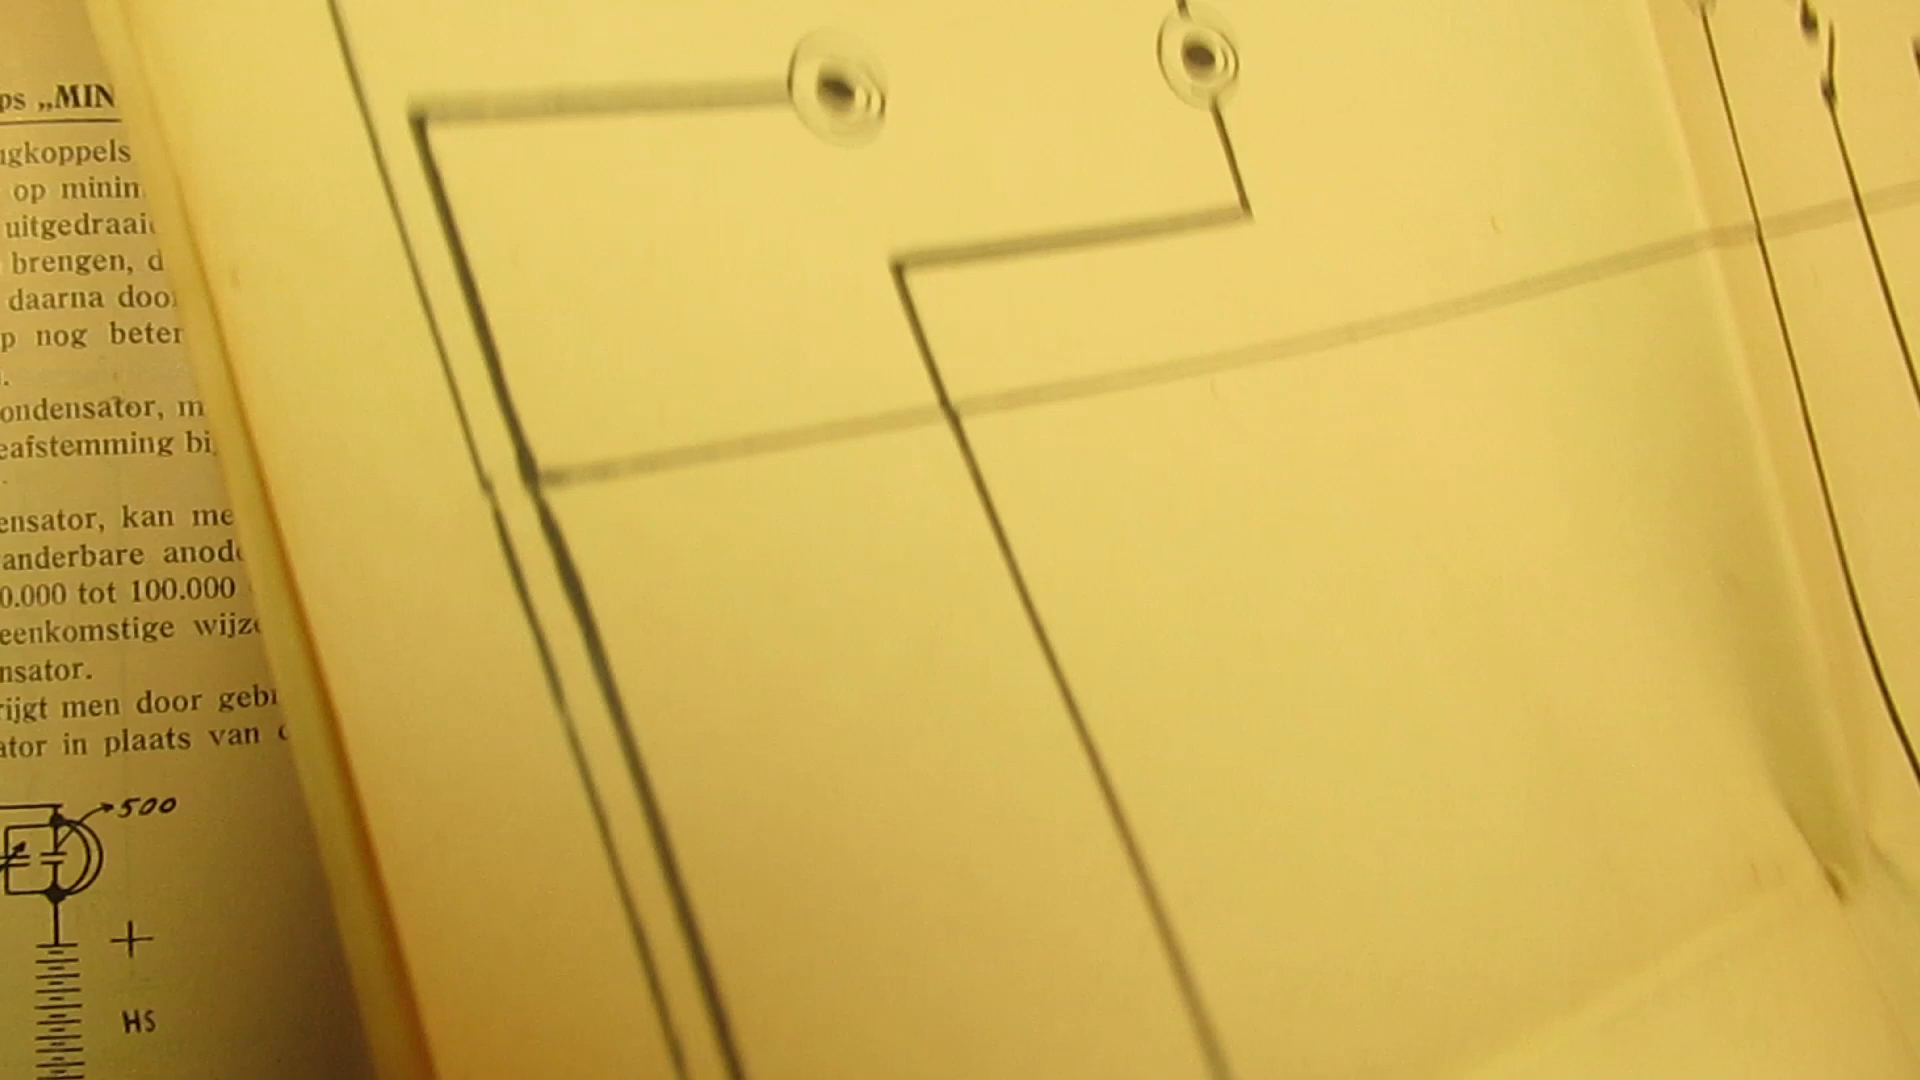 ps „MIN
gkoppels
op minin
uitgedraai
brengen, d
daarna doo
p nog beter
.
ondensator, m
eafstemming bi
ensator, kan me
anderbare anod
0.000 tot 100.000
eenkomstige wijz
nsator.
rijgt men door geb
ator in plaats van
500
+
HS